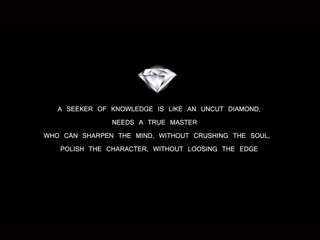 A SEEKER OF KNOWLEDGE IS LIKE AN UNCUT DIAMOND,
NEEDS A TRUE MASTER
WHO CAN SHARPEN THE MIND, WITHOUT CRUSHING THE SOUL,
POLISH THE CHARACTER, WITHOUT LOOSING THE EDGE